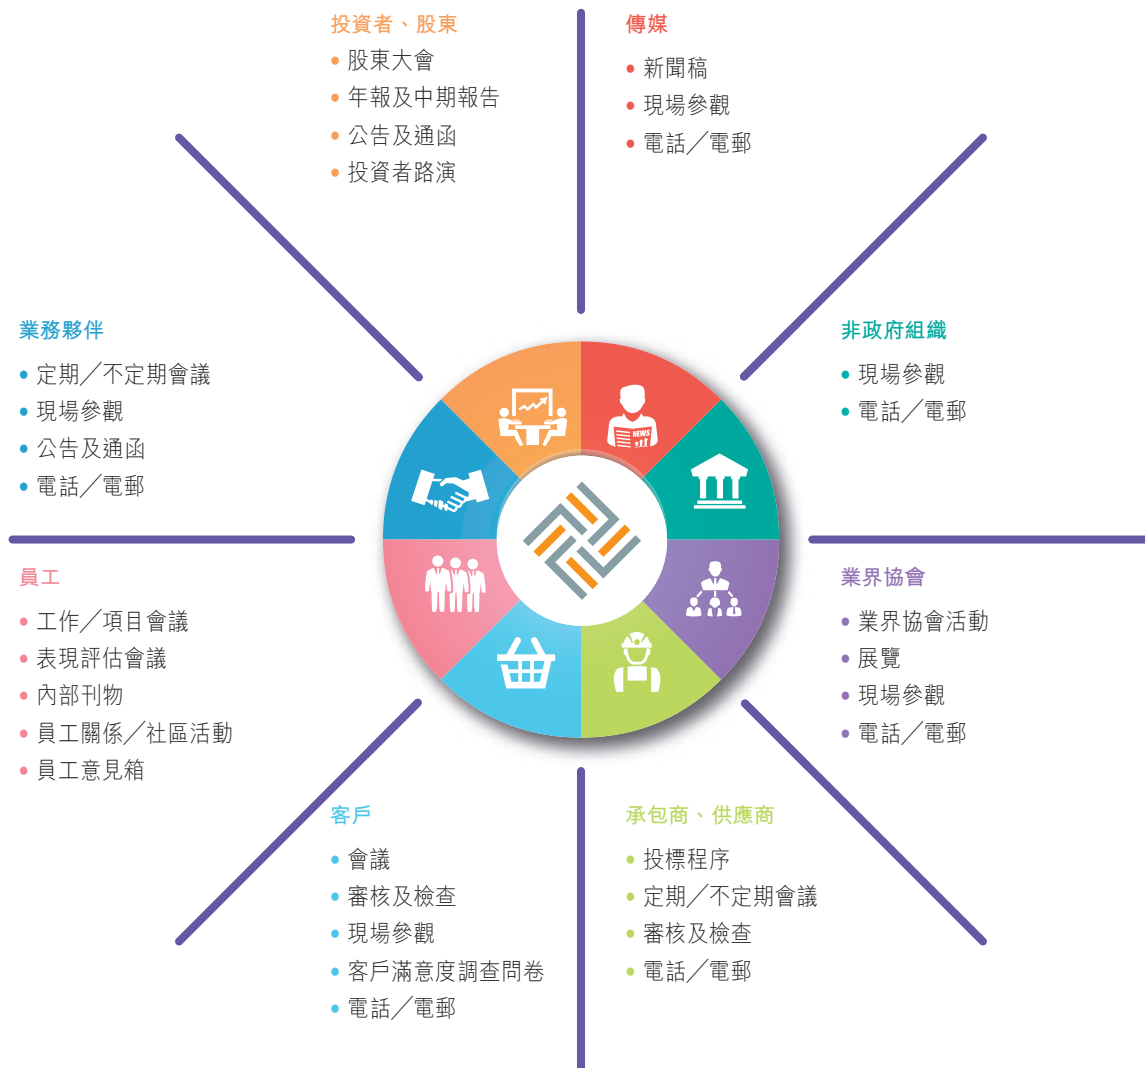 投資者、股東
• 股東大會
• 年報及中期報告
• 公告及通函
• 投資者路演
傳媒
• 新聞稿
• 現場參觀
• 電話／電郵
業務夥伴
• 定期／不定期會議
• 現場參觀
• 公告及通函
• 電話／電郵
非政府組織
• 現場參觀
• 電話／電郵
NEWS
員工
• 工作／項目會議
• 表現評估會議
• 內部刊物
• 員工關係／社區活動
• 員工意見箱
業界協會
• 業界協會活動
• 展覽
• 現場參觀
• 電話／電郵
客戶
• 會議
• 審核及檢查
• 現場參觀
• 客戶滿意度調查問卷
• 電話／電郵
承包商、供應商
• 投標程序
• 定期／不定期會議
• 審核及檢查
• 電話／電郵